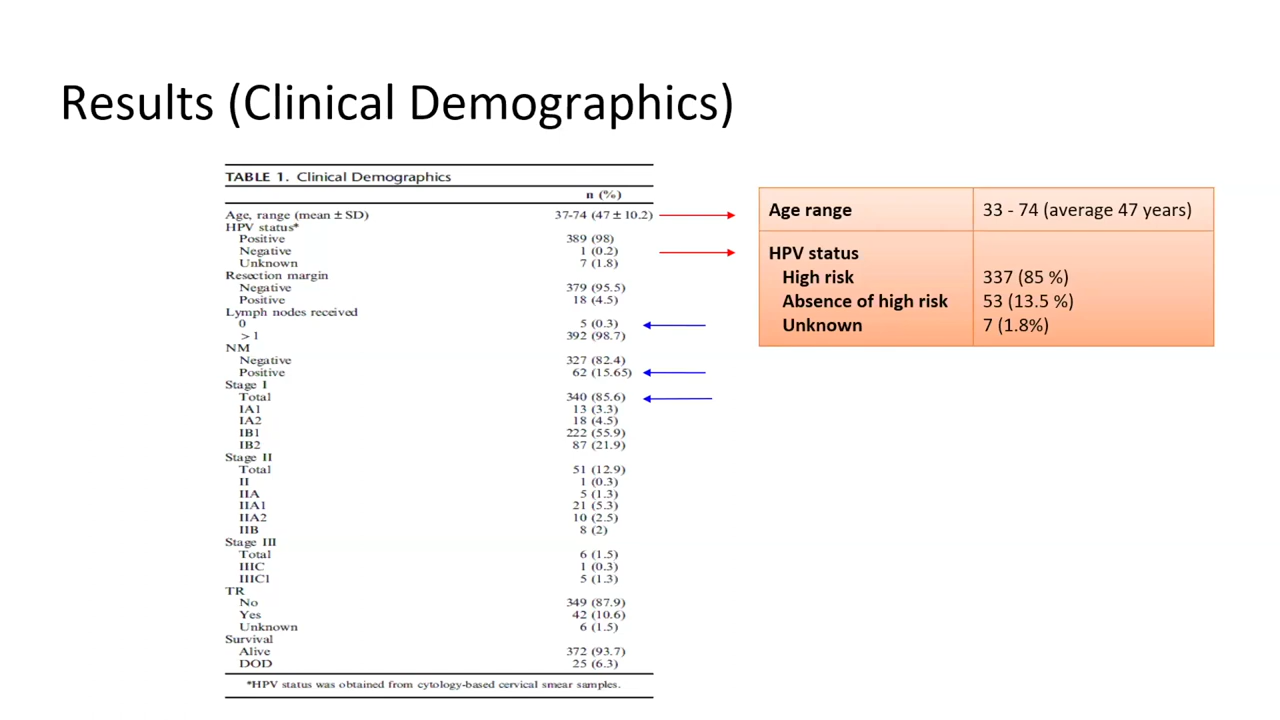 Results (Clinical Demographics)
TABLE 1. Clinical Demographics
n (%)
Age, range (mean ± SD) 37-74 (47 ± 10.2)
HPV status*
Positive 389 (98)
Negative 1 (0.2)
Unknown 7 (1.8)
Resection margin
Negative 379 (95.5)
Positive 18 (4.5)
Lymph nodes received
0 5 (0.3)
>1 392 (98.7)
NM
Negative 327 (82.4)
Positive 62 (15.65)
Stage I
Total 340 (85.6)
IA1 13 (3.3)
IA2 18 (4.5)
IB1 222 (55.9)
IB2 87 (21.9)
Stage II
Total 51 (12.9)
II 1 (0.3)
IIA 5 (1.3)
IIA1 21 (5.3)
IIA2 10 (2.5)
IIB 8 (2)
Stage III
Total 6 (1.5)
IIIC 1 (0.3)
IIIC1 5 (1.3)
TR
No 349 (87.9)
Yes 42 (10.6)
Unknown 6 (1.5)
Survival
Alive 372 (93.7)
DOD 25 (6.3)
*HPV status was obtained from cytology-based cervical smear samples.
Age range 33 - 74 (average 47 years)
HPV status
High risk 337 (85 %)
Absence of high risk 53 (13.5 %)
Unknown 7 (1.8%)